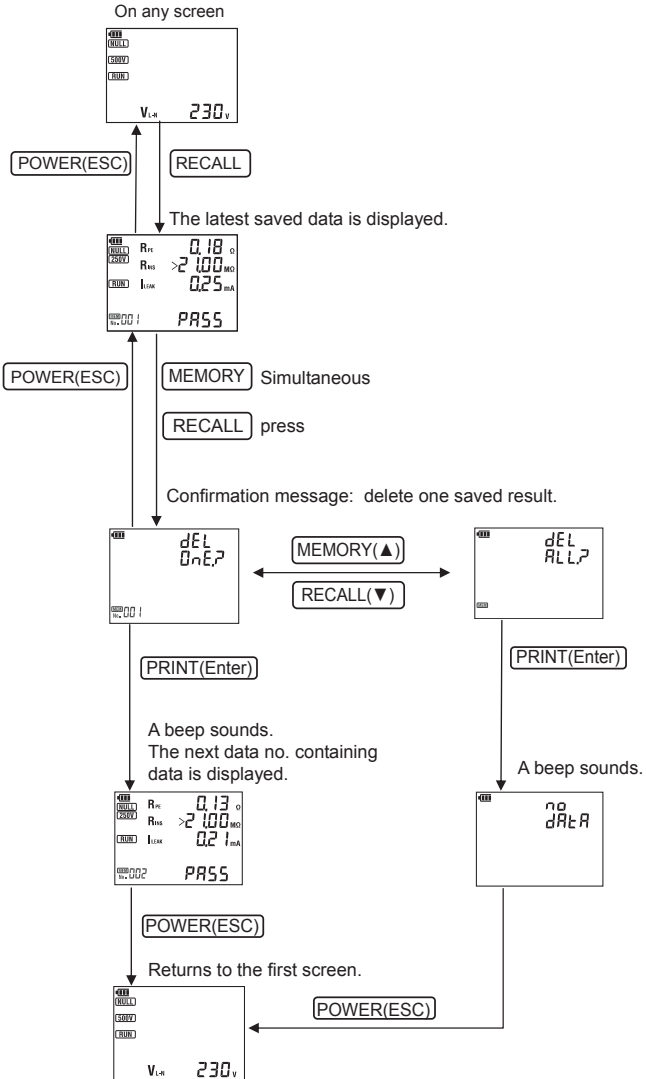 On any screen
NULL
500V
RUN
VL-N 230V
POWER(ESC) RECALL
The latest saved data is displayed.
NULL RPE 0.18 Ω
250V RINS >21.00 MΩ
RUN ILEAK 0.25 mA
MEM No. 001 PASS
POWER(ESC) MEMORY Simultaneous
RECALL press
Confirmation message: delete one saved result.
dEL
OnE.?
MEM No. 001
MEMORY(▲)
RECALL(▼)
dEL
ALL.?
MEM
PRINT(Enter)
PRINT(Enter)
A beep sounds.
The next data no. containing
data is displayed.
A beep sounds.
NULL RPE 0.13 Ω
250V RINS >21.00 MΩ
RUN ILEAK 0.21 mA
MEM No. 002 PASS
no
dAtA
POWER(ESC)
Returns to the first screen.
POWER(ESC)
NULL
500V
RUN
VL-N 230V